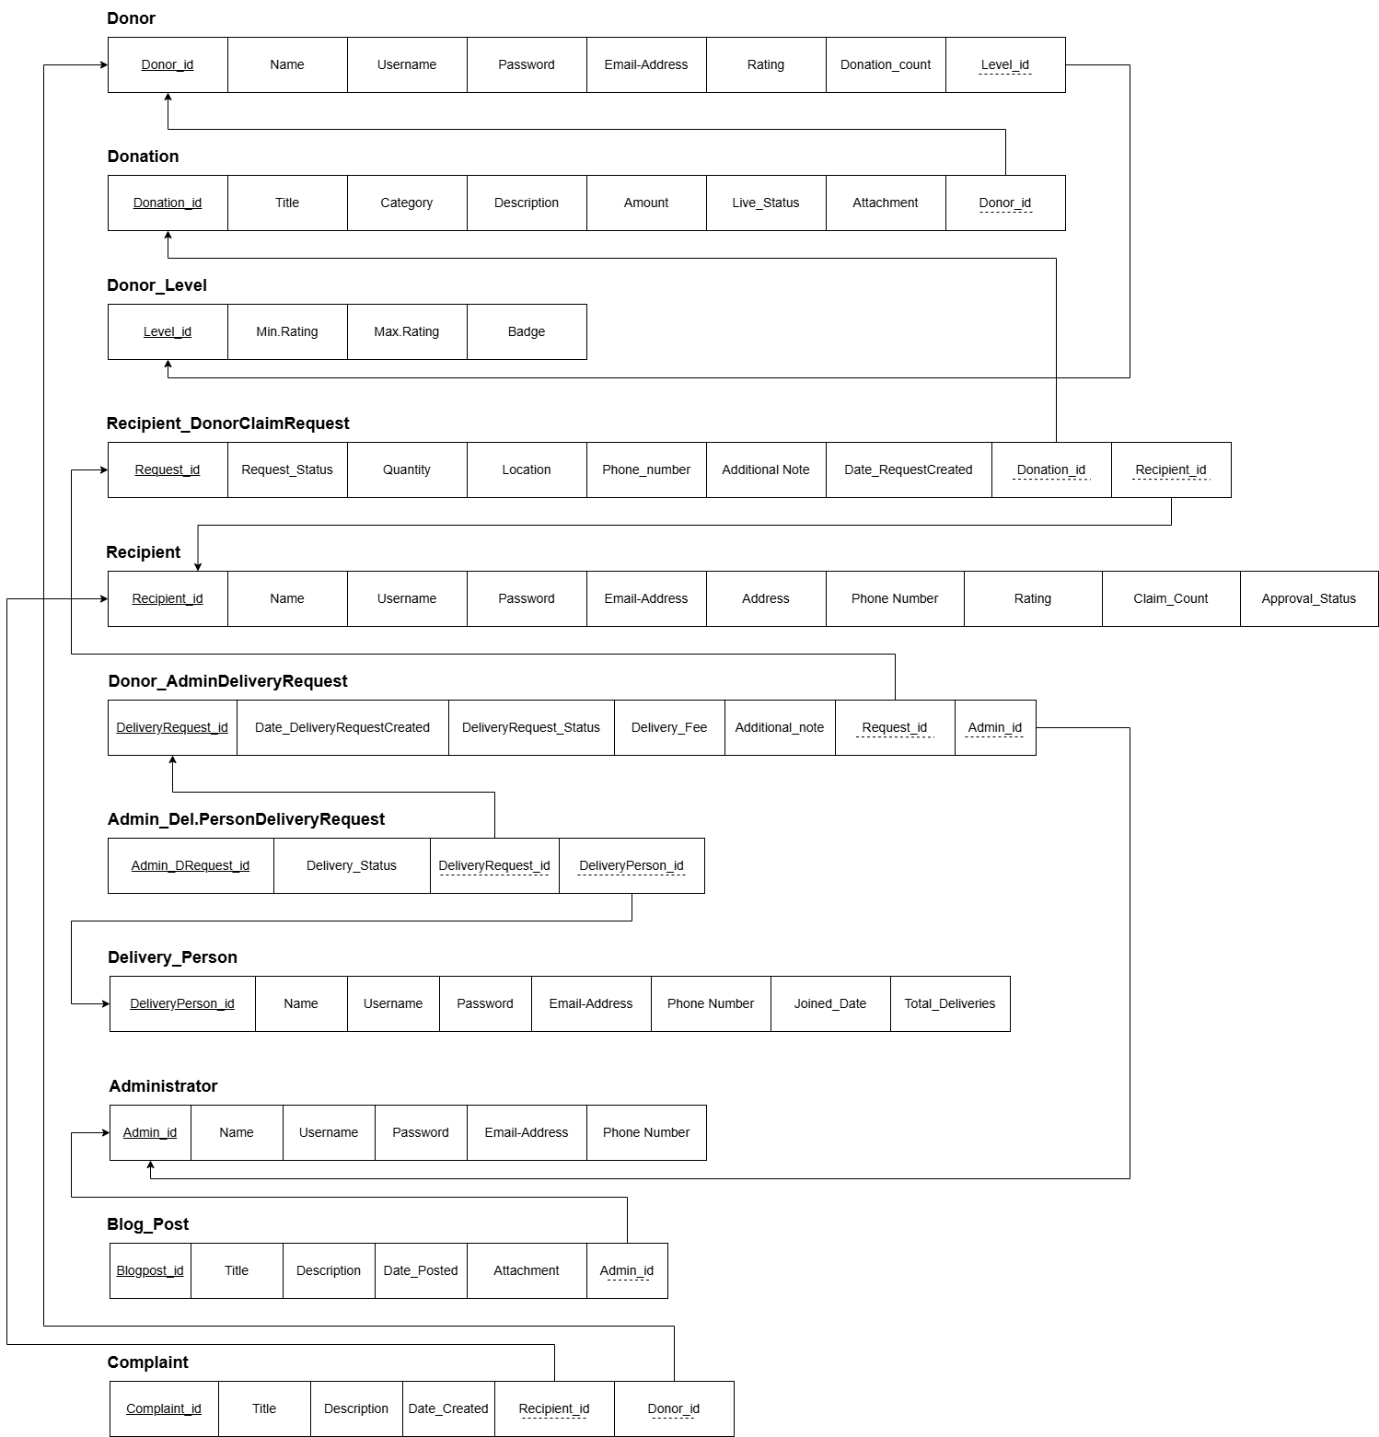 Donor
Donor_id Name Username Password Email-Address Rating Donation_count Level_id
Donation
Donation_id Title Category Description Amount Live_Status Attachment Donor_id
Donor_Level
Level_id Min.Rating Max.Rating Badge
Recipient_DonorClaimRequest
Request_id Request_Status Quantity Location Phone_number Additional Note Date_RequestCreated Donation_id Recipient_id
Recipient
Recipient_id Name Username Password Email-Address Address Phone Number Rating Claim_Count Approval_Status
Donor_AdminDeliveryRequest
DeliveryRequest_id Date_DeliveryRequestCreated DeliveryRequest_Status Delivery_Fee Additional_note Request_id Admin_id
Admin_Del.PersonDeliveryRequest
Admin_DRequest_id Delivery_Status DeliveryRequest_id DeliveryPerson_id
Delivery_Person
DeliveryPerson_id Name Username Password Email-Address Phone Number Joined_Date Total_Deliveries
Administrator
Admin_id Name Username Password Email-Address Phone Number
Blog_Post
Blogpost_id Title Description Date_Posted Attachment Admin_id
Complaint
Complaint_id Title Description Date_Created Recipient_id Donor_id